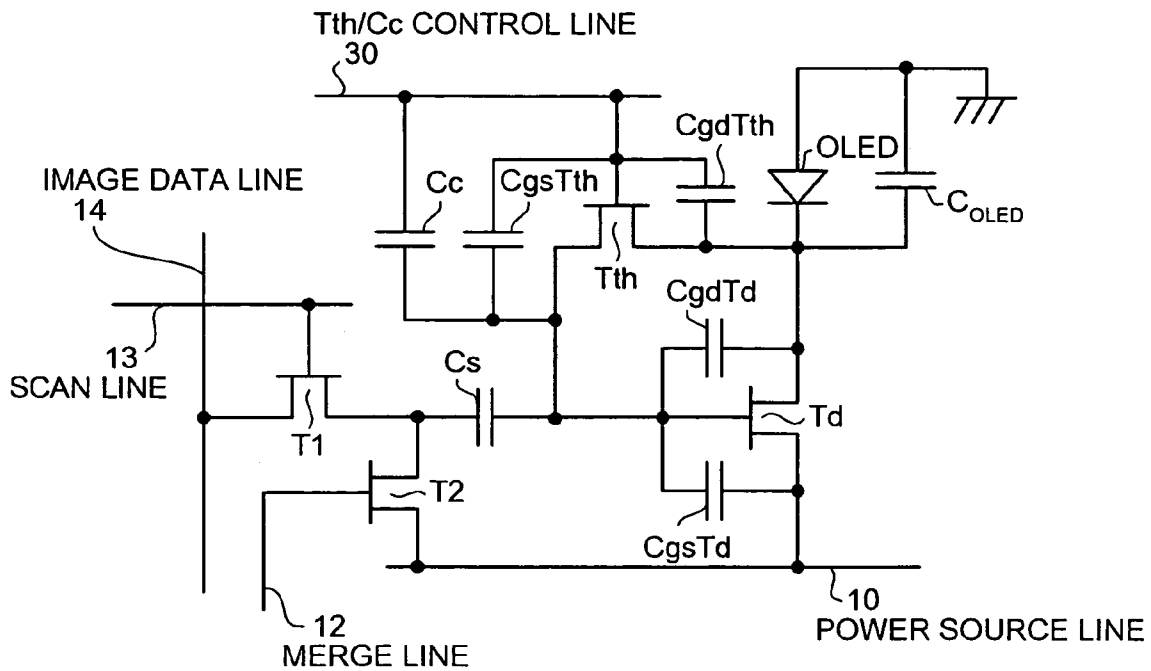 Tth/Cc CONTROL LINE
30
CgdTth
OLED
IMAGE DATA LINE
14
Cc
CgsTth
COLED
Tth
CgdTd
13
SCAN LINE
Cs
T1
Td
T2
CgsTd
12
MERGE LINE
10
POWER SOURCE LINE